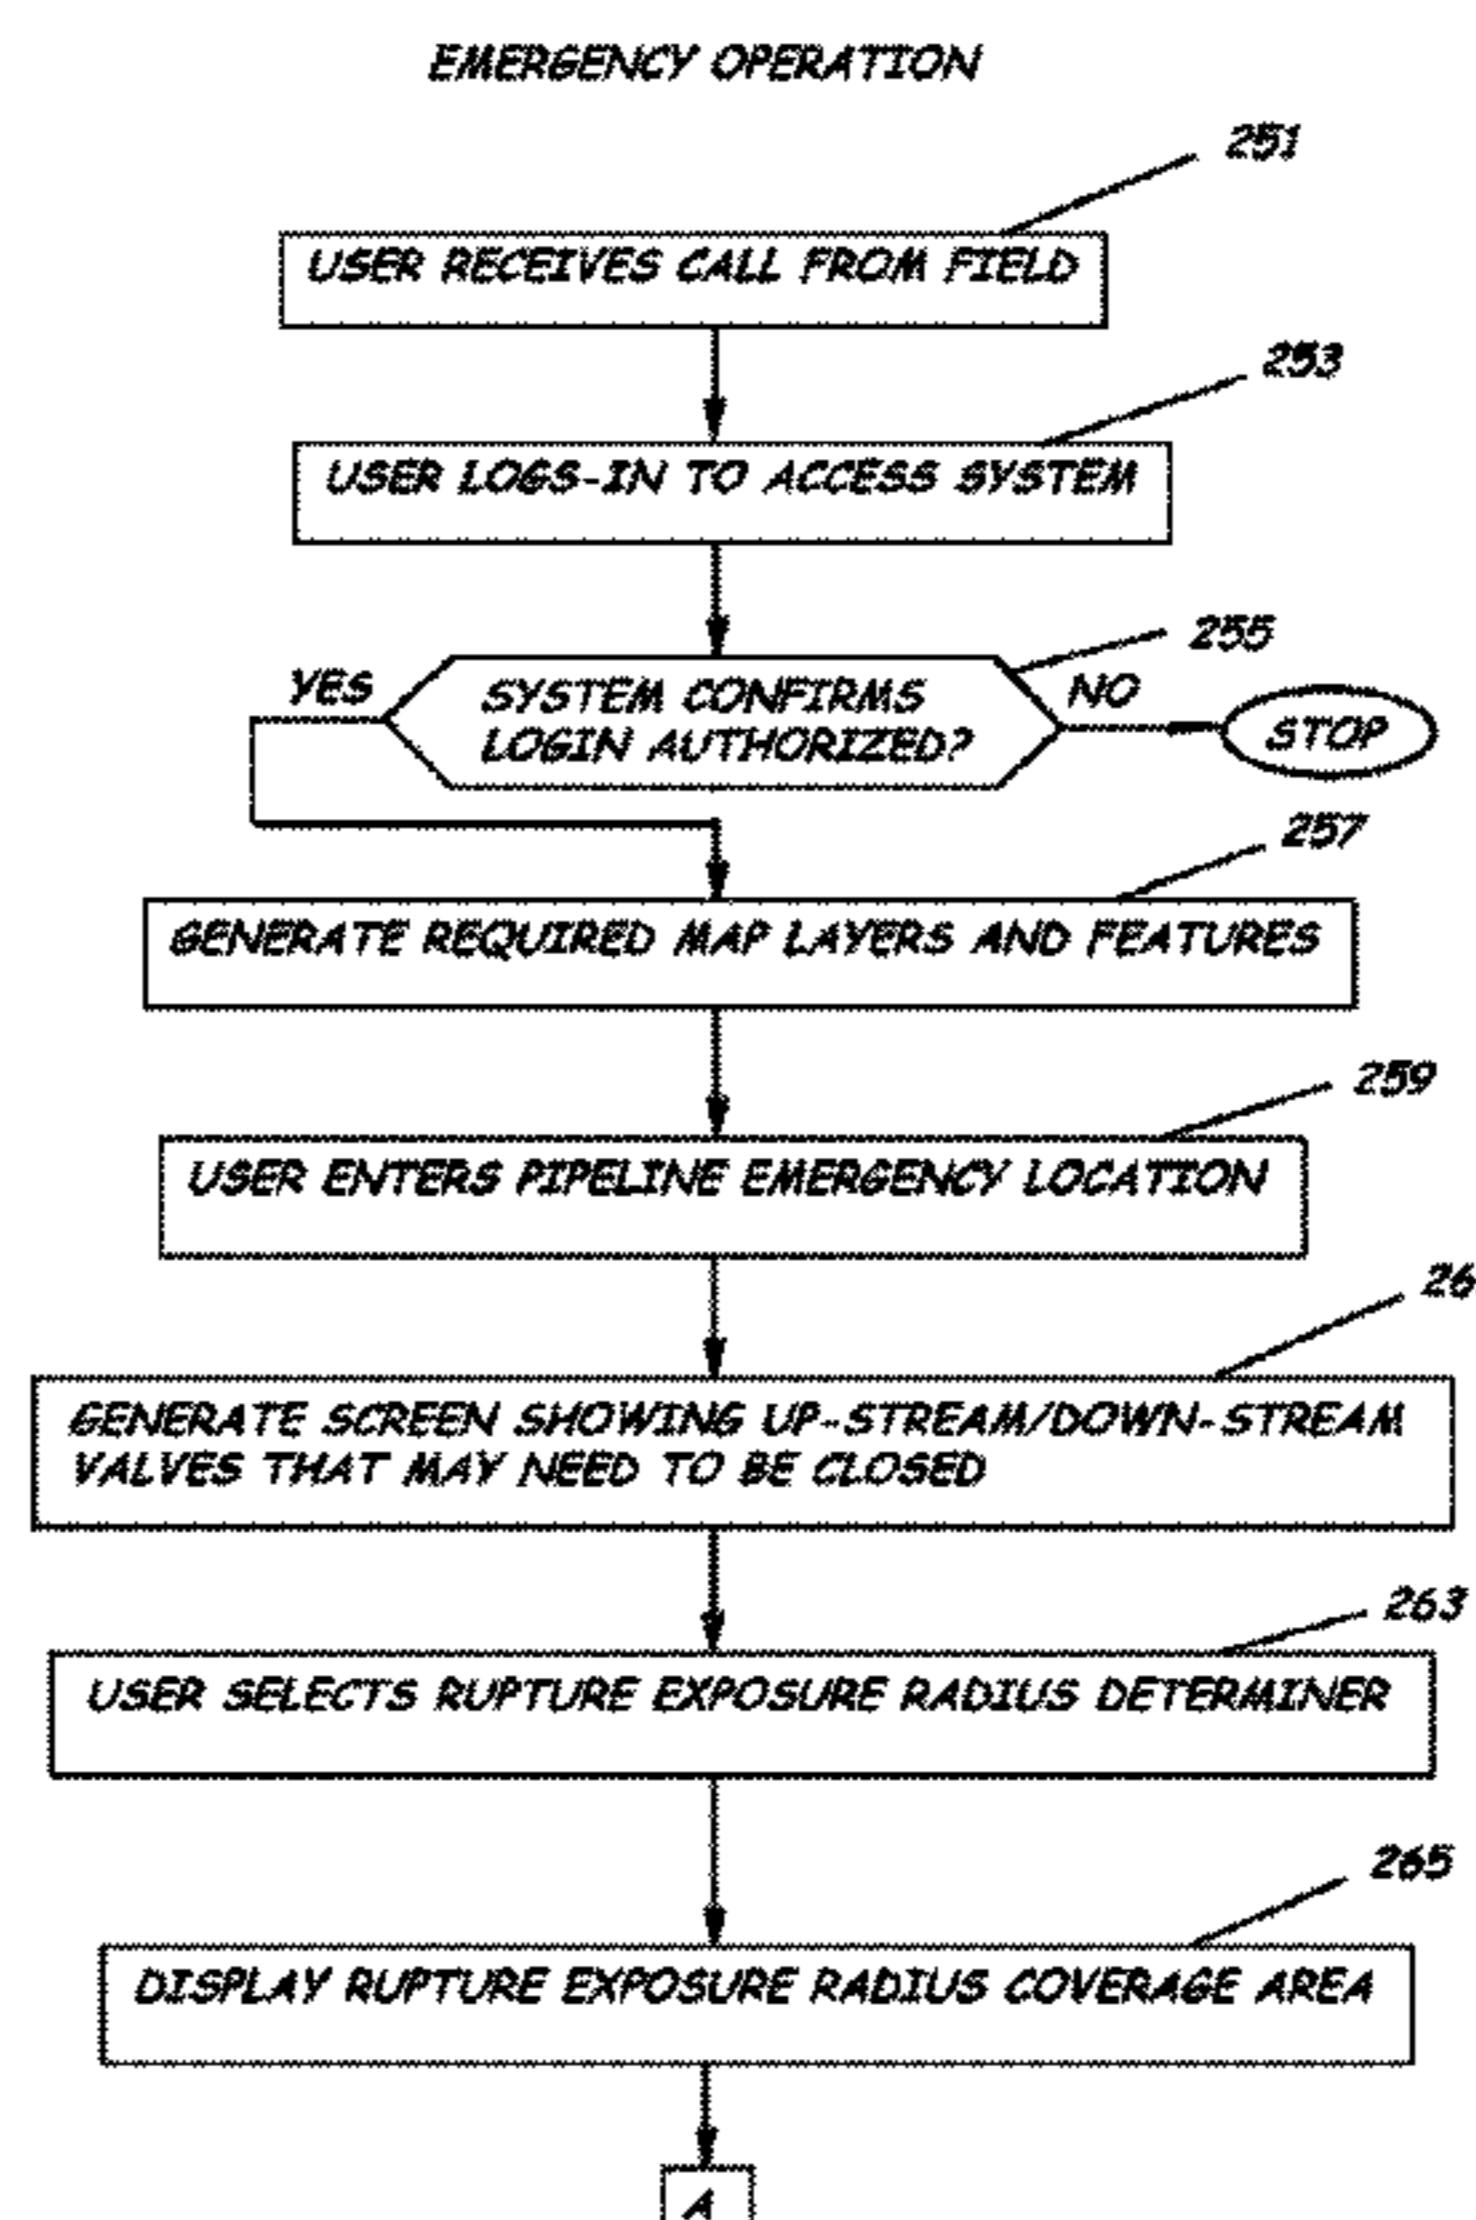 EMERGENCY OPERATION
251
USER RECEIVES CALL FROM FIELD
253
USER LOGS-IN TO ACCESS SYSTEM
255
YES
SYSTEM CONFIRMS
LOGIN AUTHORIZED?
NO
STOP
257
GENERATE REQUIRED MAP LAYERS AND FEATURES
259
USER ENTERS PIPELINE EMERGENCY LOCATION
26
GENERATE SCREEN SHOWING UP-STREAM/DOWN-STREAM
VALVES THAT MAY NEED TO BE CLOSED
263
USER SELECTS RUPTURE EXPOSURE RADIUS DETERMINER
265
DISPLAY RUPTURE EXPOSURE RADIUS COVERAGE AREA
A